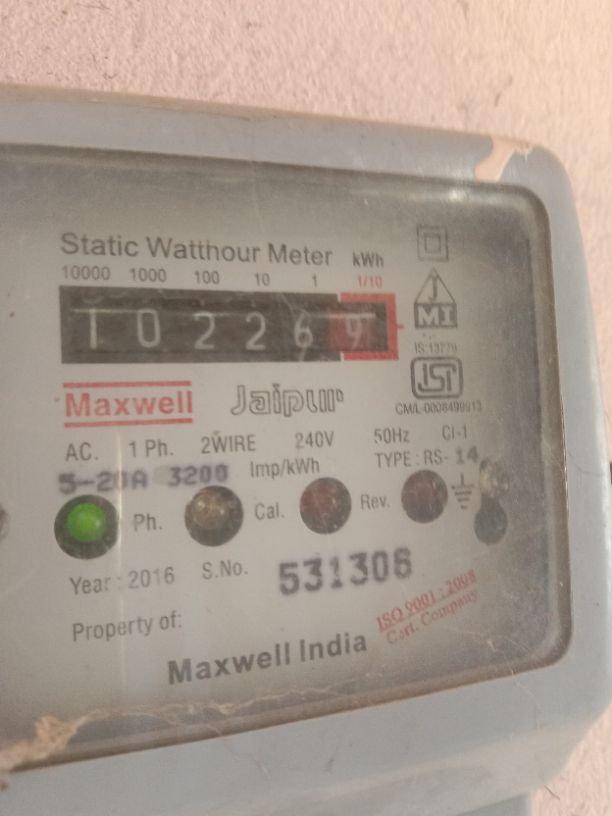 Static Watthour Meter kWh
10000 1000 100 10 1 1/10
1 0 2 2 6 9
J
MI
IS:13779
ISI
CM/L-0008499913
Maxwell Jaipur
AC. 1 Ph. 2WIRE 240V 50Hz Cl-1
5-20A 3200 Imp/kWh TYPE: RS-14
Ph. Cal. Rev.
Year: 2016 S.No. 531306
Property of:
Maxwell India
ISO 9001:2008
Cert. Company